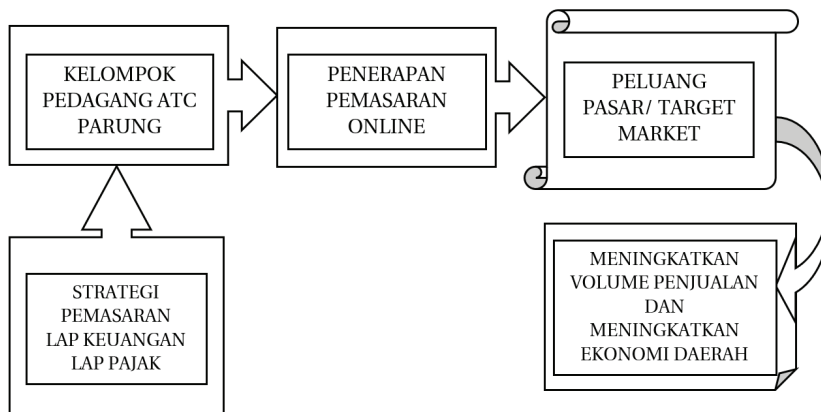 KELOMPOK
PEDAGANG ATC
PARUNG
PENERAPAN
PEMASARAN
ONLINE
PELUANG
PASAR/ TARGET
MARKET
STRATEGI
PEMASARAN
LAP KEUANGAN
LAP PAJAK
MENINGKATKAN
VOLUME PENJUALAN
DAN
MENINGKATKAN
EKONOMI DAERAH